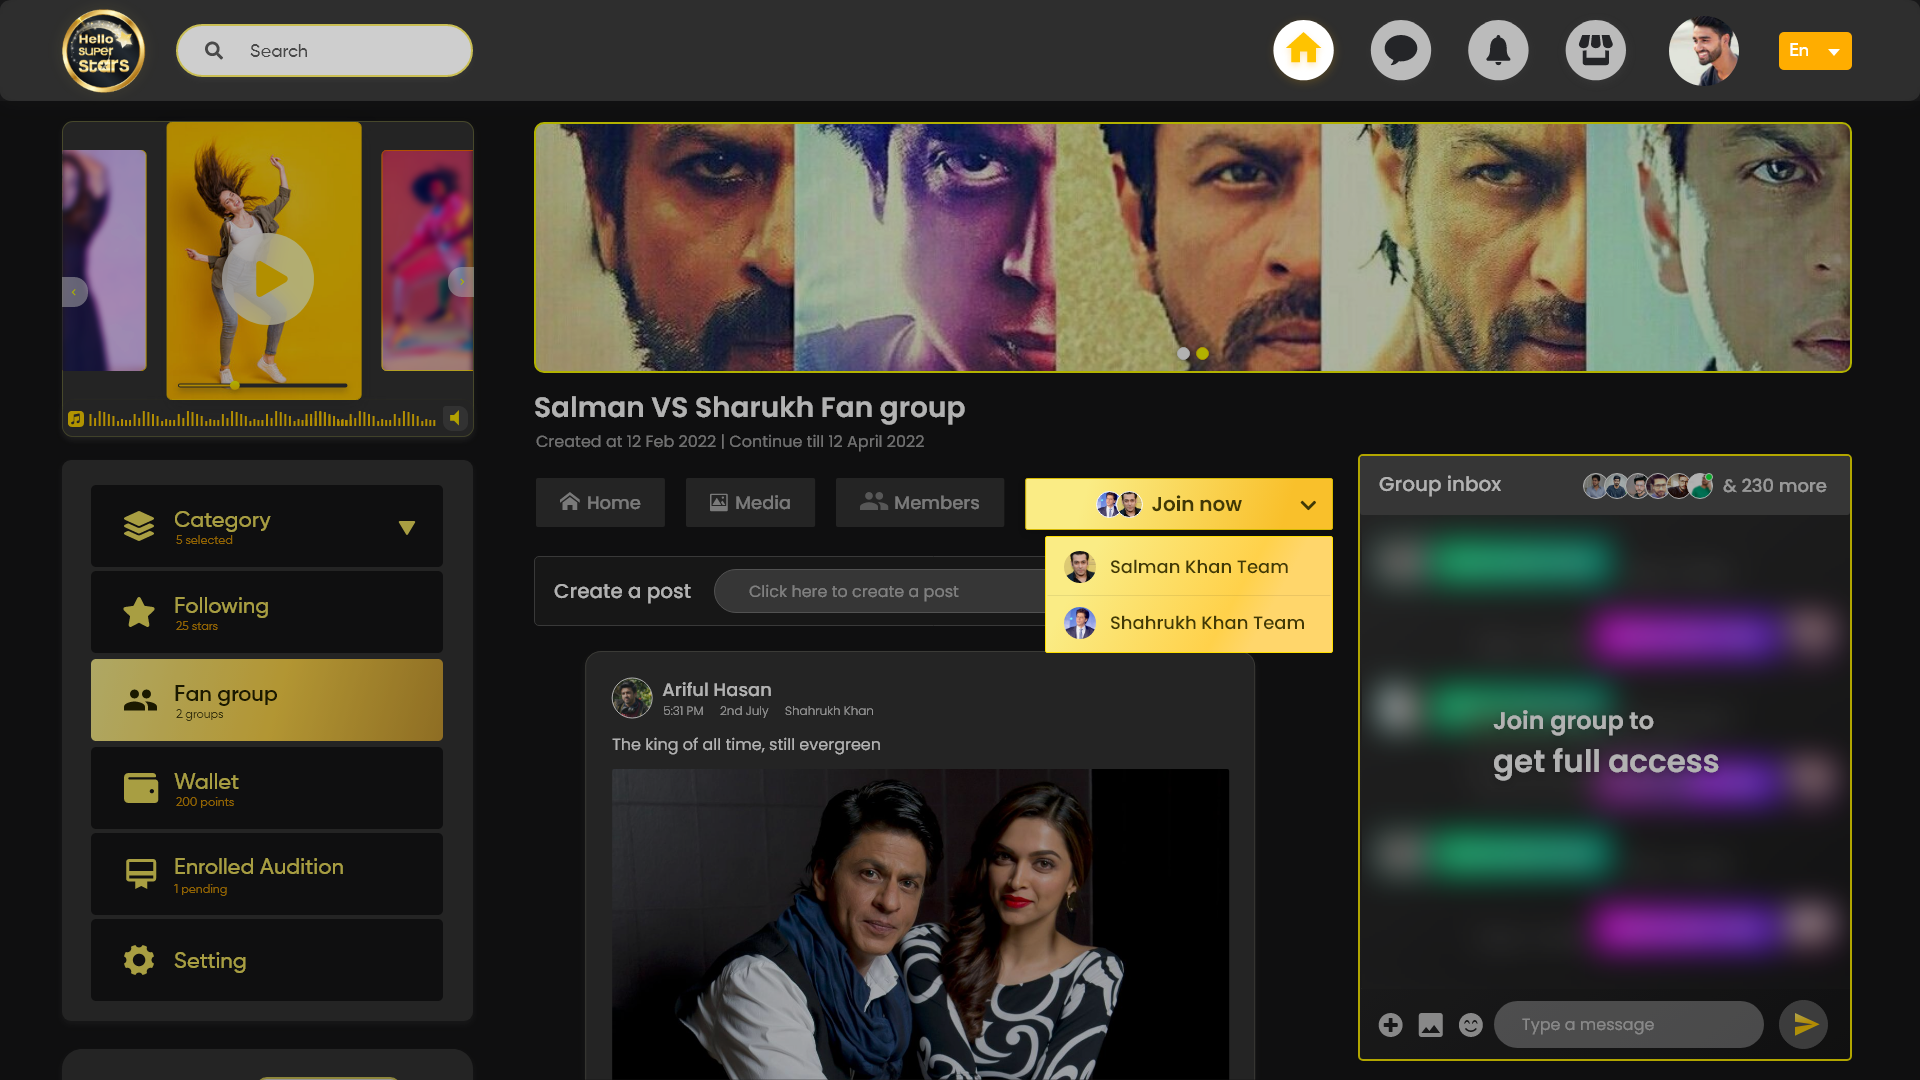 Hello
super
stars
Search
En
Salman VS Sharukh Fan group
Created at 12 Feb 2022 | Continue till 12 April 2022
Home
Media
Members
Join now
Salman Khan Team
Shahrukh Khan Team
Create a post
Click here to create a post
Category
5 selected
Following
25 stars
Fan group
2 groups
Wallet
200 points
Enrolled Audition
1 pending
Setting
Ariful Hasan
5:31 PM 2nd July Shahrukh Khan
The king of all time, still evergreen
Group inbox
& 230 more
Join group to
get full access
Type a message